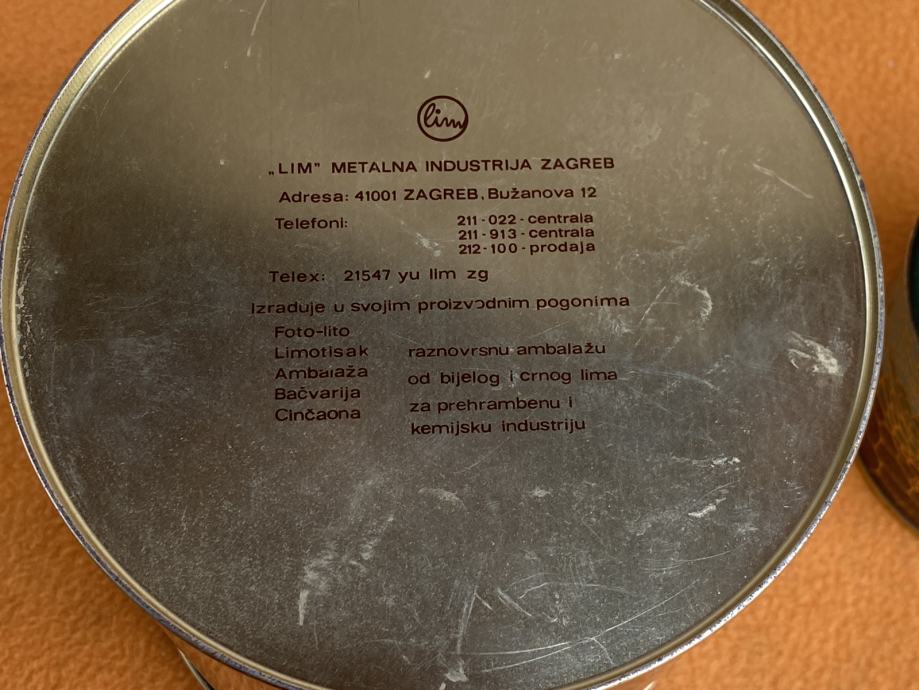 lim
„LIM” METALNA INDUSTRIJA ZAGREB
Adresa: 41001 ZAGREB, Bužanova 12
Telefoni: 211-022-centrala
211-913-centrala
212-100-prodaja
Telex: 21547 yu lim zg
Izrađuje u svojim proizvodnim pogonima
Foto-lito
Limotisak raznovrsnu ambalažu
Ambalaža od bijelog i crnog lima
Bačvarija za prehrambenu i
Cinčaona kemijsku industriju